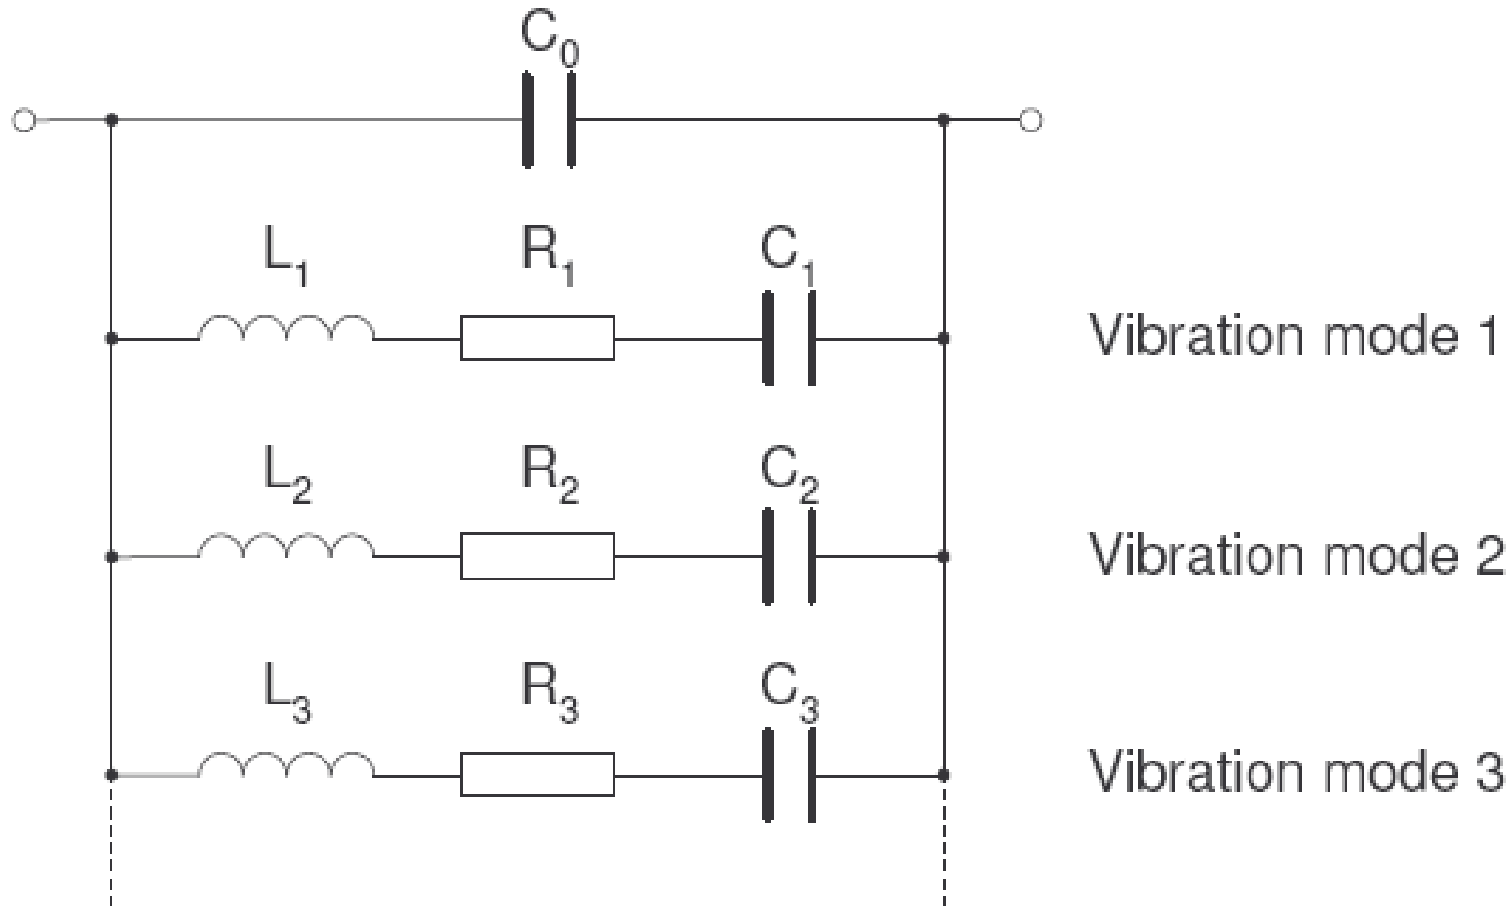 C₀
L₁ R₁ C₁
Vibration mode 1
L₂ R₂ C₂
Vibration mode 2
L₃ R₃ C₃
Vibration mode 3